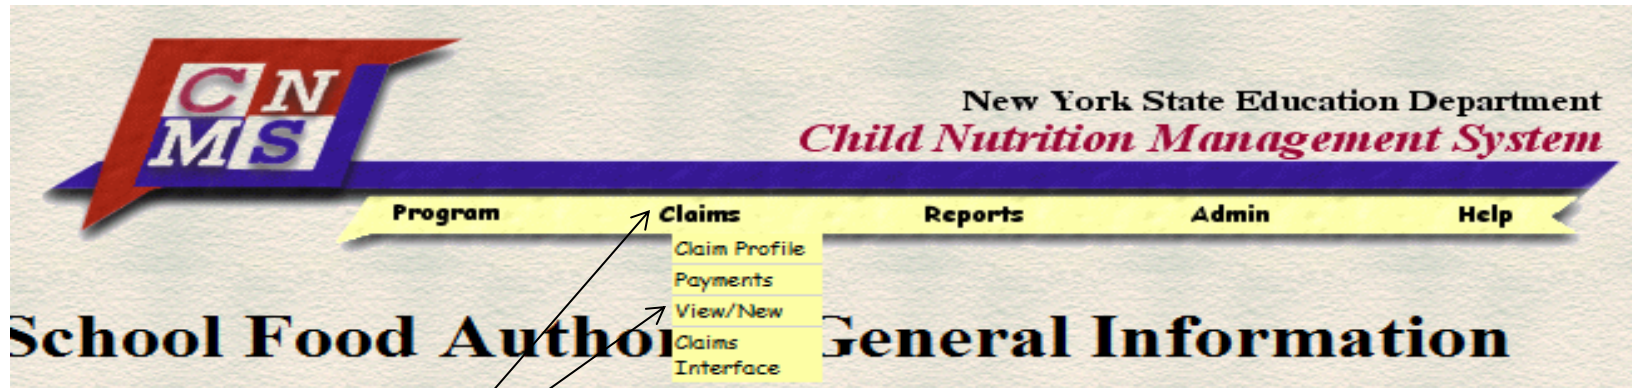 CN
MS
New York State Education Department
Child Nutrition Management System
Program Claims Reports Admin Help
Claim Profile
Payments
View/New
Claims
Interface
School Food Author General Information